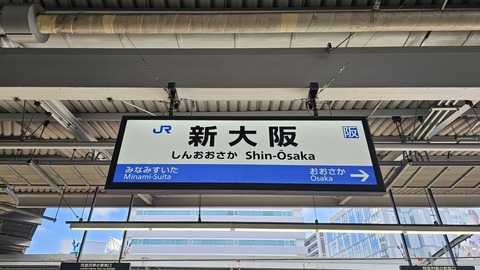 JR 新大阪 阪
しんおおさか Shin-Ōsaka
みなみすいた おおさか
Minami-Suita Ōsaka →